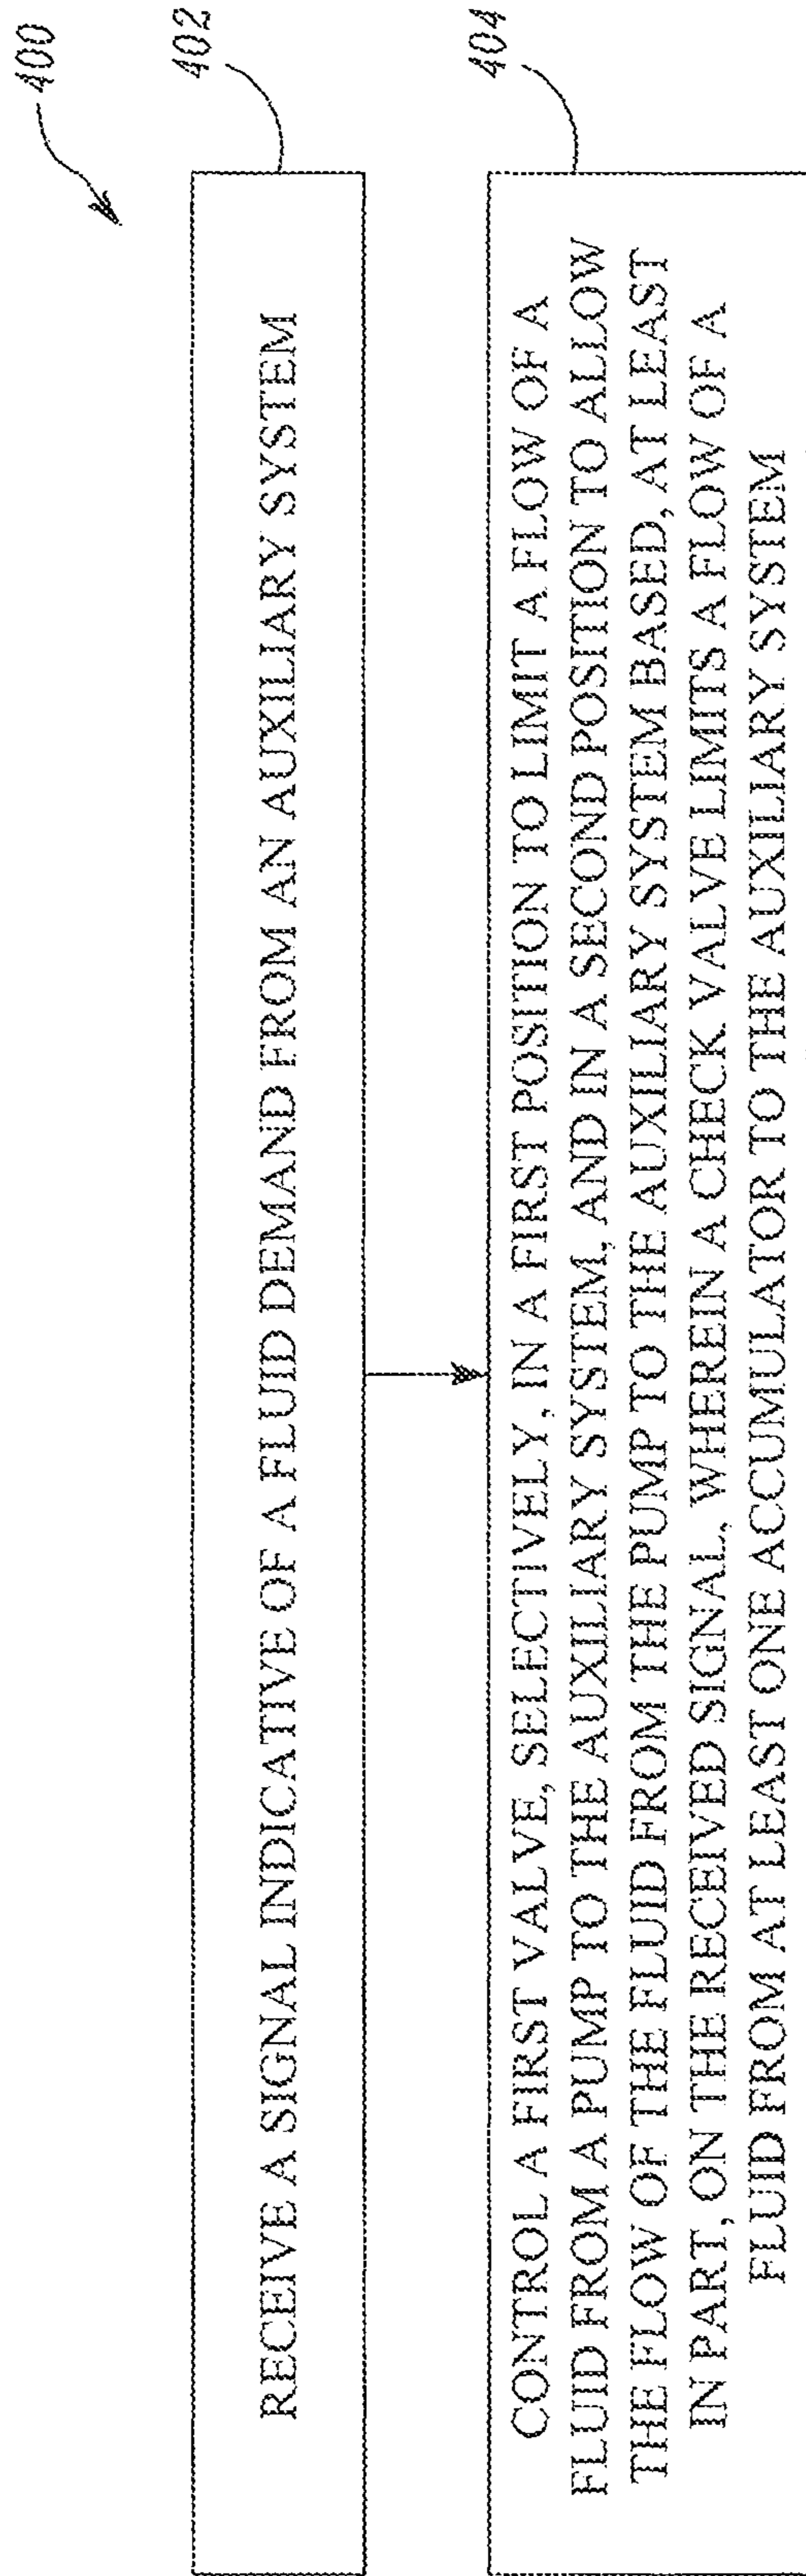 400
402
RECEIVE A SIGNAL INDICATIVE OF A FLUID DEMAND FROM AN AUXILIARY SYSTEM
404
CONTROL A FIRST VALVE, SELECTIVELY, IN A FIRST POSITION TO LIMIT A FLOW OF A
FLUID FROM A PUMP TO THE AUXILIARY SYSTEM, AND IN A SECOND POSITION TO ALLOW
THE FLOW OF THE FLUID FROM THE PUMP TO THE AUXILIARY SYSTEM BASED, AT LEAST
IN PART, ON THE RECEIVED SIGNAL, WHEREIN A CHECK VALVE LIMITS A FLOW OF A
FLUID FROM AT LEAST ONE ACCUMULATOR TO THE AUXILIARY SYSTEM